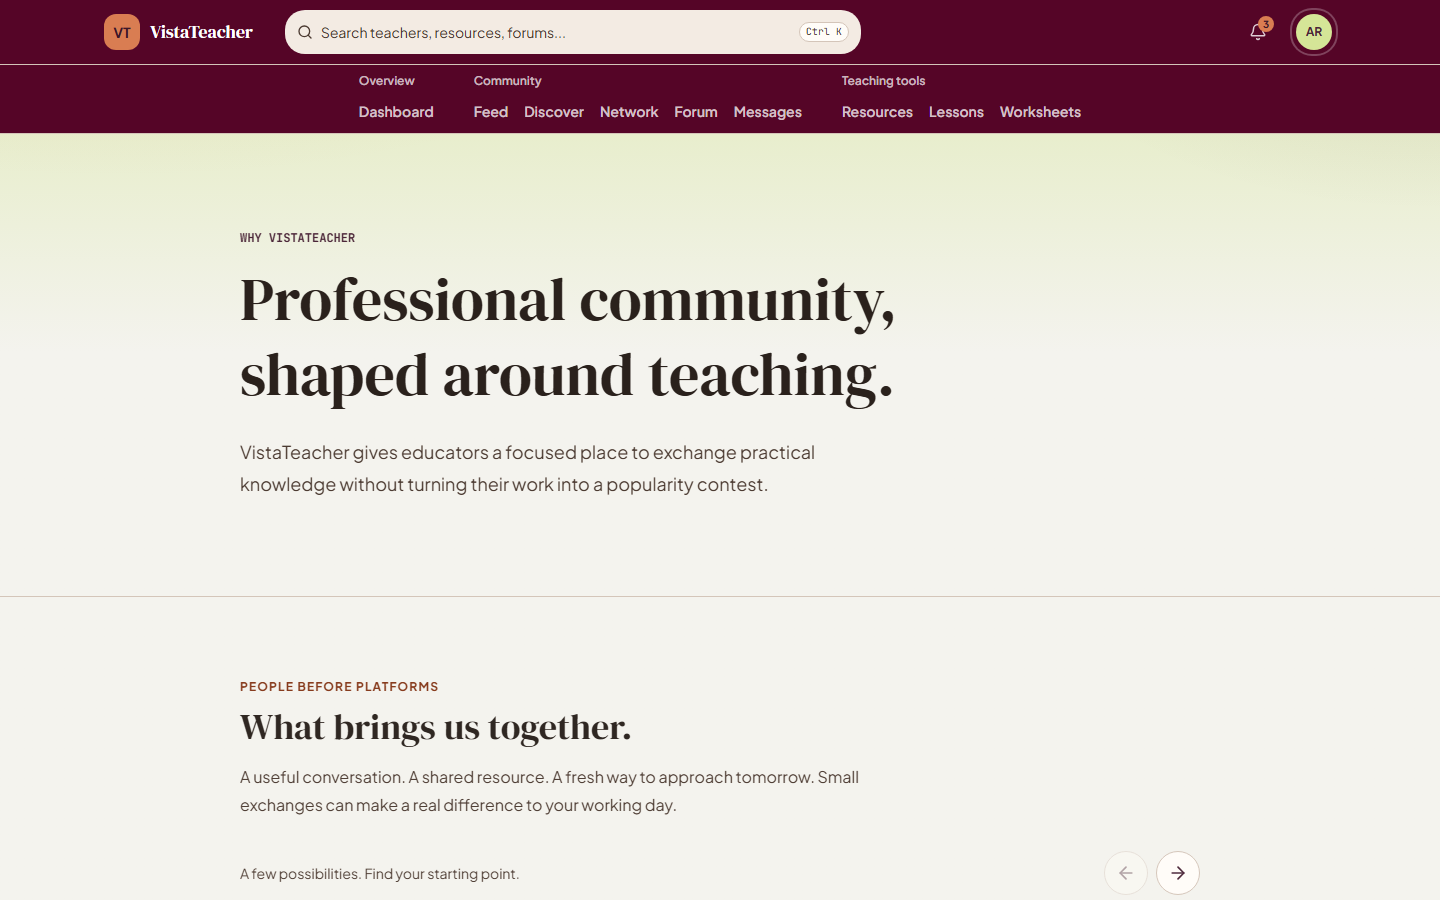 VT VistaTeacher
Search teachers, resources, forums...
Ctrl K
3
AR
Overview
Dashboard
Community
Feed Discover Network Forum Messages
Teaching tools
Resources Lessons Worksheets
WHY VISTATEACHER
Professional community,
shaped around teaching.
VistaTeacher gives educators a focused place to exchange practical
knowledge without turning their work into a popularity contest.
PEOPLE BEFORE PLATFORMS
What brings us together.
A useful conversation. A shared resource. A fresh way to approach tomorrow. Small
exchanges can make a real difference to your working day.
A few possibilities. Find your starting point.